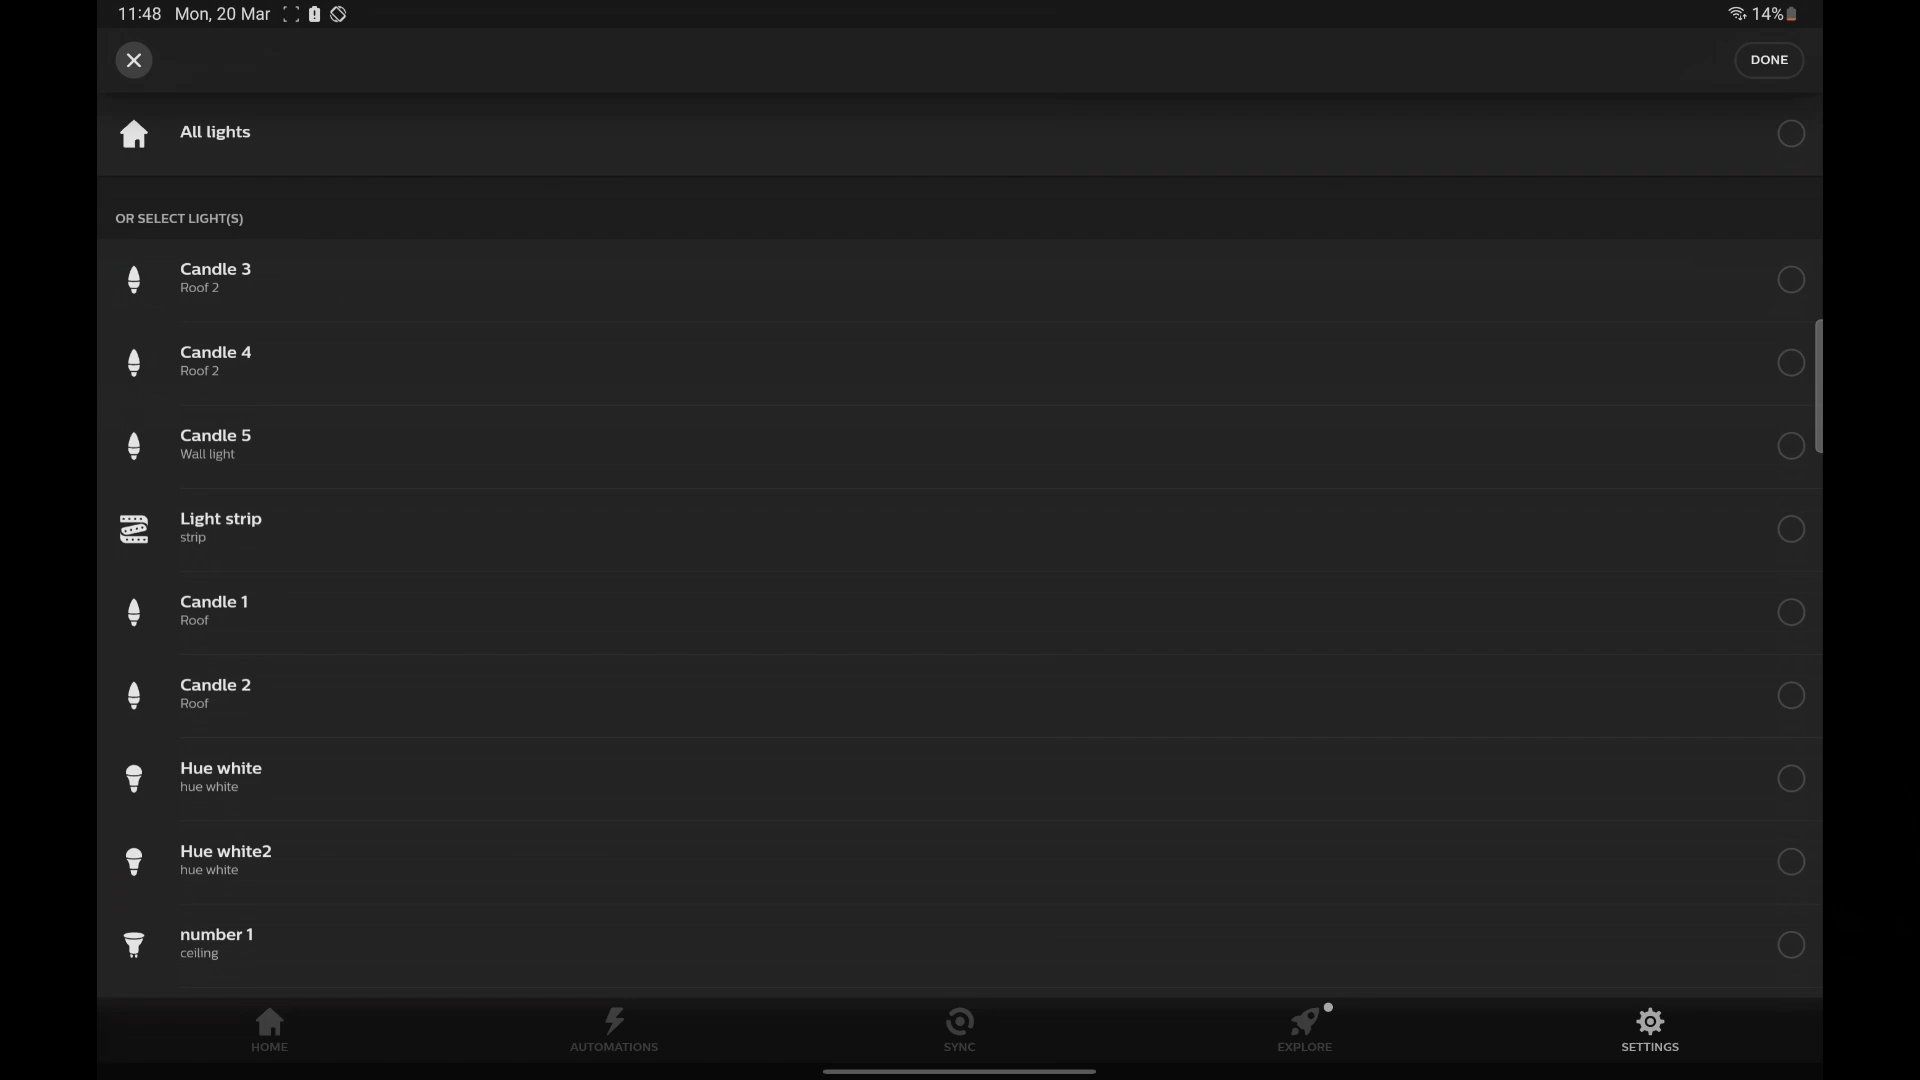 11:48 Mon, 20 Mar 14%
DONE
All lights
OR SELECT LIGHT(S)
Candle 3
Roof 2
Candle 4
Roof 2
Candle 5
Wall light
Light strip
strip
Candle 1
Roof
Candle 2
Roof
Hue white
hue white
Hue white2
hue white
number 1
ceiling
HOME AUTOMATIONS SYNC EXPLORE SETTINGS